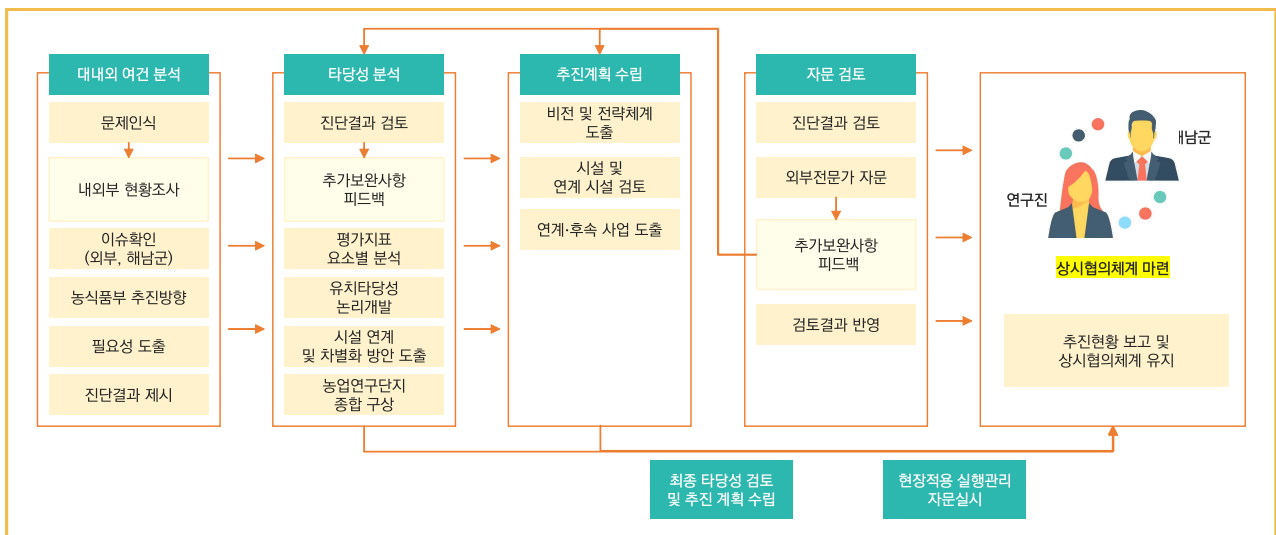 대내외 여건 분석
문제인식
내외부 현황조사
이슈확인
(외부, 해남군)
농식품부 추진방향
필요성 도출
진단결과 제시
타당성 분석
진단결과 검토
추가보완사항
피드백
평가지표
요소별 분석
유치타당성
논리개발
시설 연계
및 차별화 방안 도출
농업연구단지
종합 구상
추진계획 수립
비전 및 전략체계
도출
시설 및
연계 시설 검토
연계·후속 사업 도출
자문 검토
진단결과 검토
외부전문가 자문
추가보완사항
피드백
검토결과 반영
해남군
연구진
상시협의체계 마련
추진현황 보고 및
상시협의체계 유지
최종 타당성 검토
및 추진 계획 수립
현장적용 실행관리
자문실시